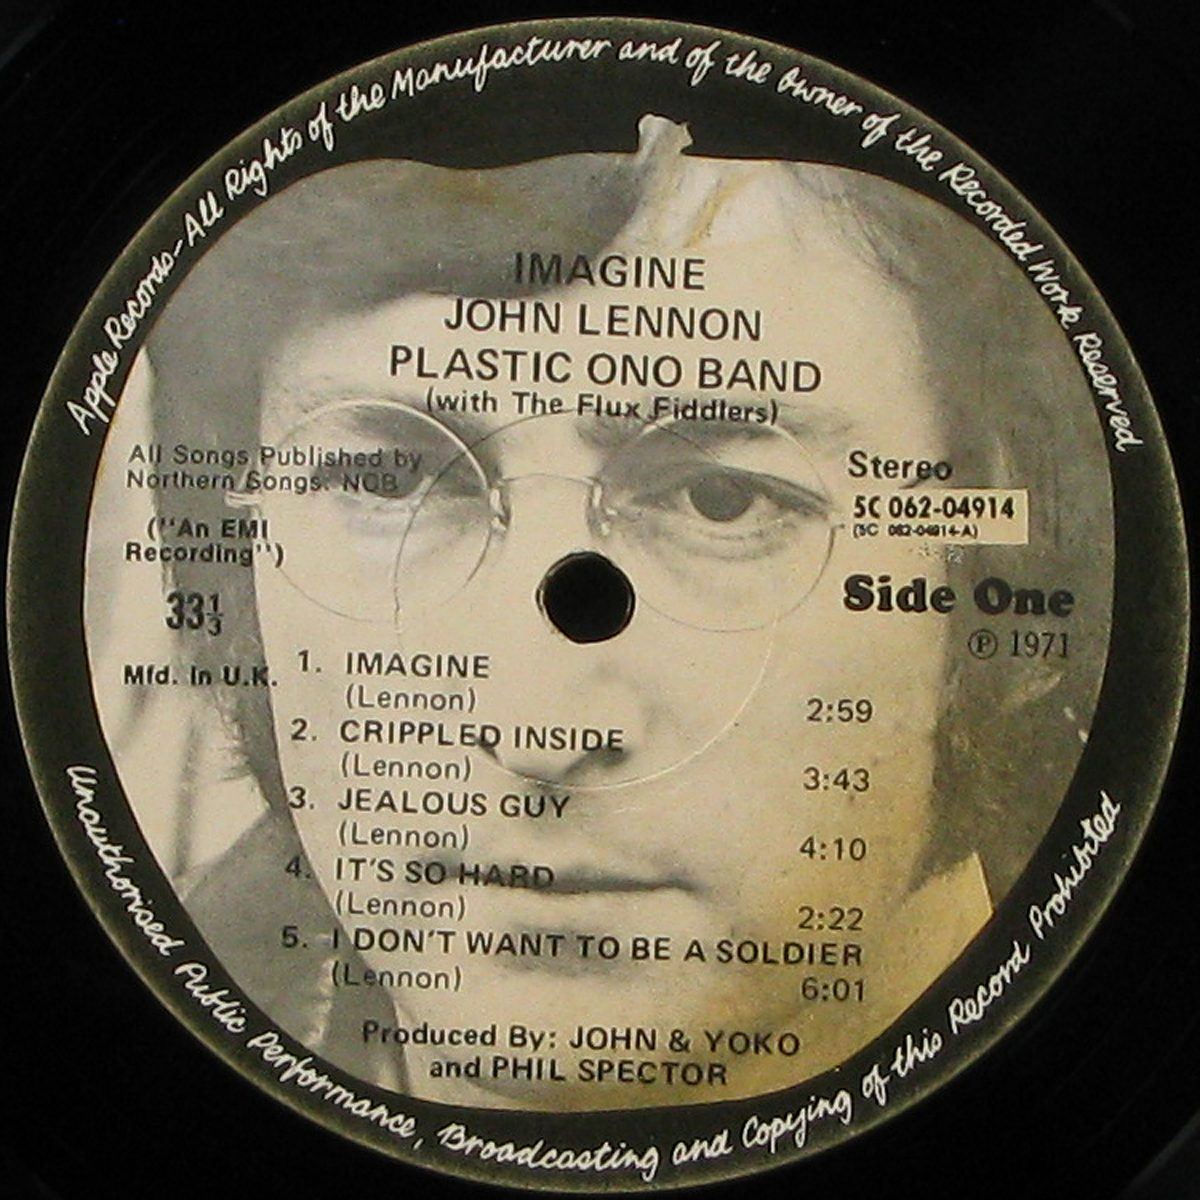 Apple Records-All Rights of the Manufacturer and of the Owner of the Recorded Work Reserved
IMAGINE
JOHN LENNON
PLASTIC ONO BAND
(with The Flux Fiddlers)
All Songs Published by
Northern Songs. NCB
(“An EMI
Recording”)
33⅓
Mfd. In U.K.
Stereo
5C 062-04914
(5C 062-04914-A)
Side One
℗ 1971
1. IMAGINE
(Lennon) 2:59
2. CRIPPLED INSIDE
(Lennon) 3:43
3. JEALOUS GUY
(Lennon) 4:10
4. IT'S SO HARD
(Lennon) 2:22
5. I DON'T WANT TO BE A SOLDIER
(Lennon) 6:01
Produced By: JOHN & YOKO
and PHIL SPECTOR
Unauthorised Public Performance, Broadcasting and Copying of this Record Prohibited